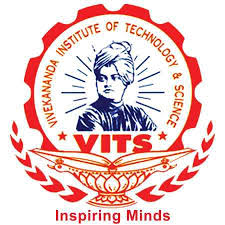 VIVEKANANDA INSTITUTE OF TECHNOLOGY & SCIENCE
VITS
Inspiring Minds